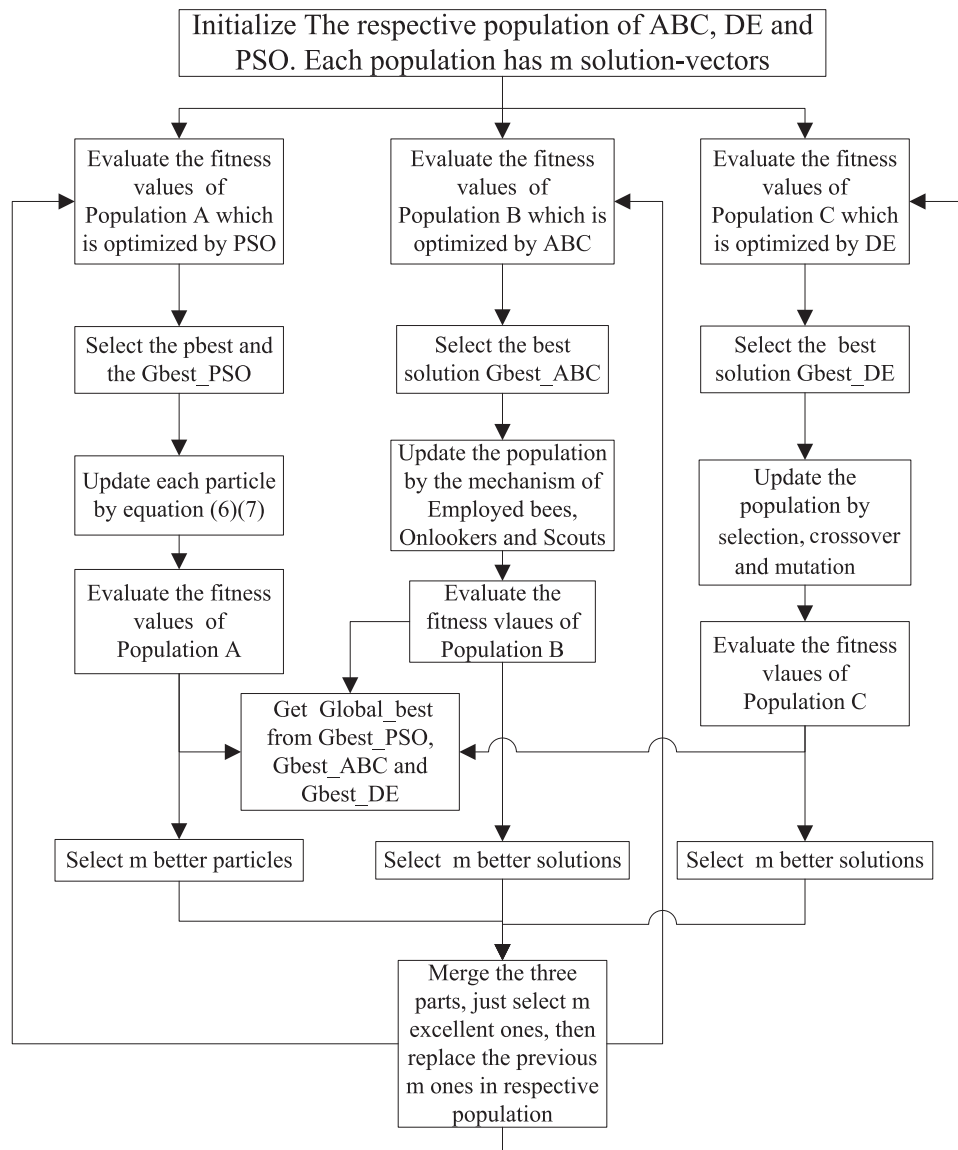 Initialize The respective population of ABC, DE and
PSO. Each population has m solution-vectors
Evaluate the fitness
values of
Population A which
is optimized by PSO
Evaluate the fitness
values of
Population B which is
optimized by ABC
Evaluate the fitness
values of
Population C which
is optimized by DE
Select the pbest and
the Gbest_PSO
Select the best
solution Gbest_ABC
Select the best
solution Gbest_DE
Update each particle
by equation (6)(7)
Update the population
by the mechanism of
Employed bees,
Onlookers and Scouts
Update the
population by
selection, crossover
and mutation
Evaluate the fitness
values of
Population A
Evaluate the
fitness vlaues of
Population B
Evaluate the fitness
vlaues of
Population C
Get Global_best
from Gbest_PSO,
Gbest_ABC and
Gbest_DE
Select m better particles
Select m better solutions
Select m better solutions
Merge the three
parts, just select m
excellent ones, then
replace the previous
m ones in respective
population